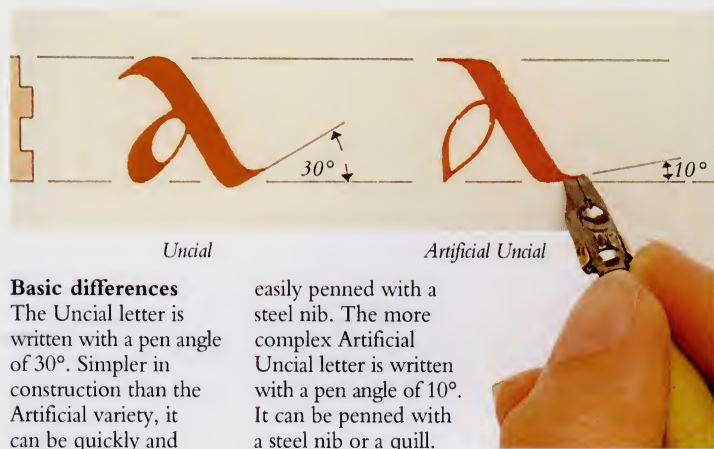 30°
10°
Uncial
Artificial Uncial
Basic differences
The Uncial letter is
written with a pen angle
of 30°. Simpler in
construction than the
Artificial variety, it
can be quickly and
easily penned with a
steel nib. The more
complex Artificial
Uncial letter is written
with a pen angle of 10°.
It can be penned with
a steel nib or a quill.